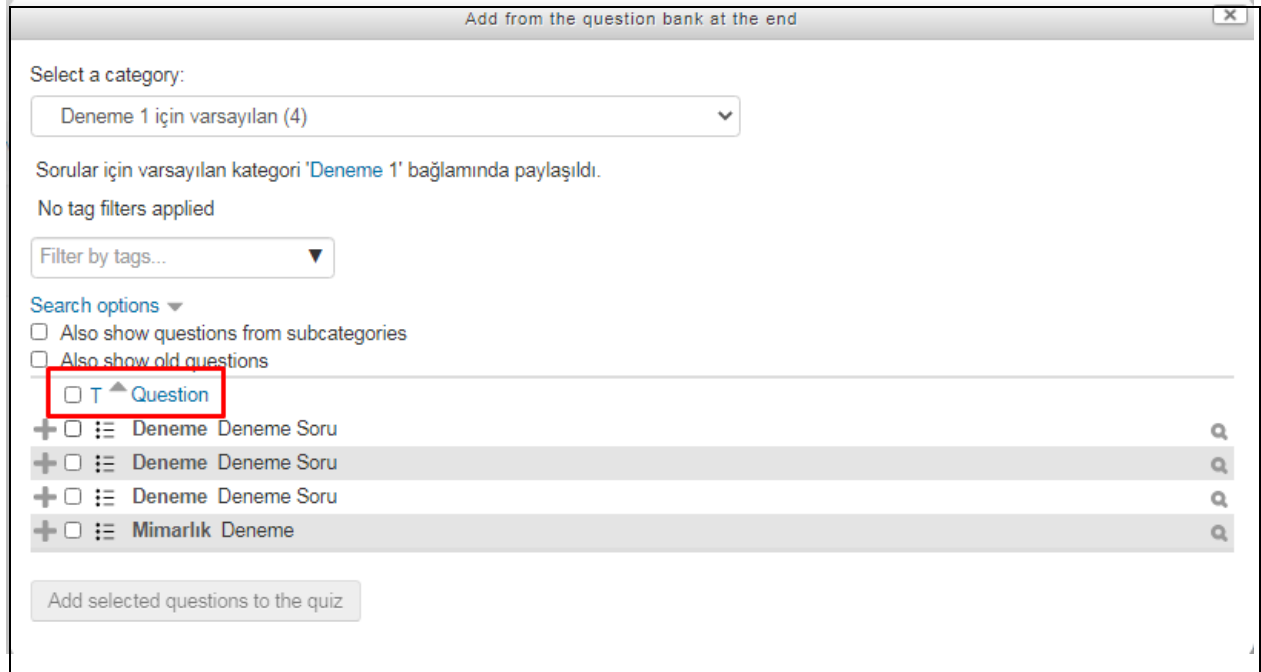 Add from the question bank at the end
Select a category:
Deneme 1 için varsayılan (4)
Sorular için varsayılan kategori 'Deneme 1' bağlamında paylaşıldı.
No tag filters applied
Filter by tags...
Search options
Also show questions from subcategories
Also show old questions
T Question
Deneme Deneme Soru
Deneme Deneme Soru
Deneme Deneme Soru
Mimarlık Deneme
Add selected questions to the quiz